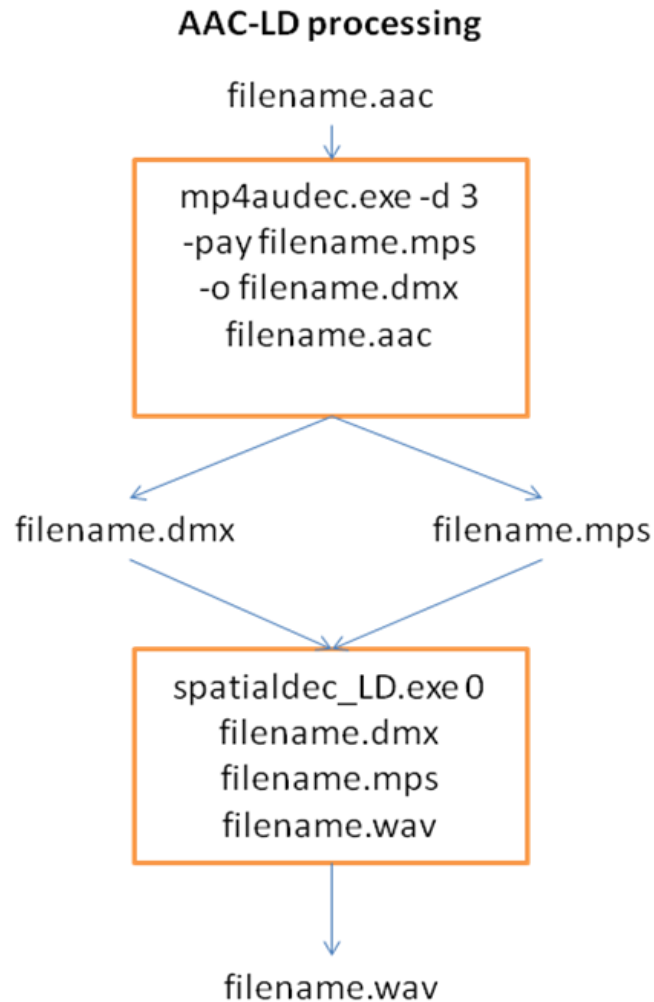 AAC-LD processing
filename.aac
mp4audec.exe -d 3
-pay filename.mps
-o filename.dmx
filename.aac
filename.dmx
filename.mps
spatialdec_LD.exe 0
filename.dmx
filename.mps
filename.wav
filename.wav